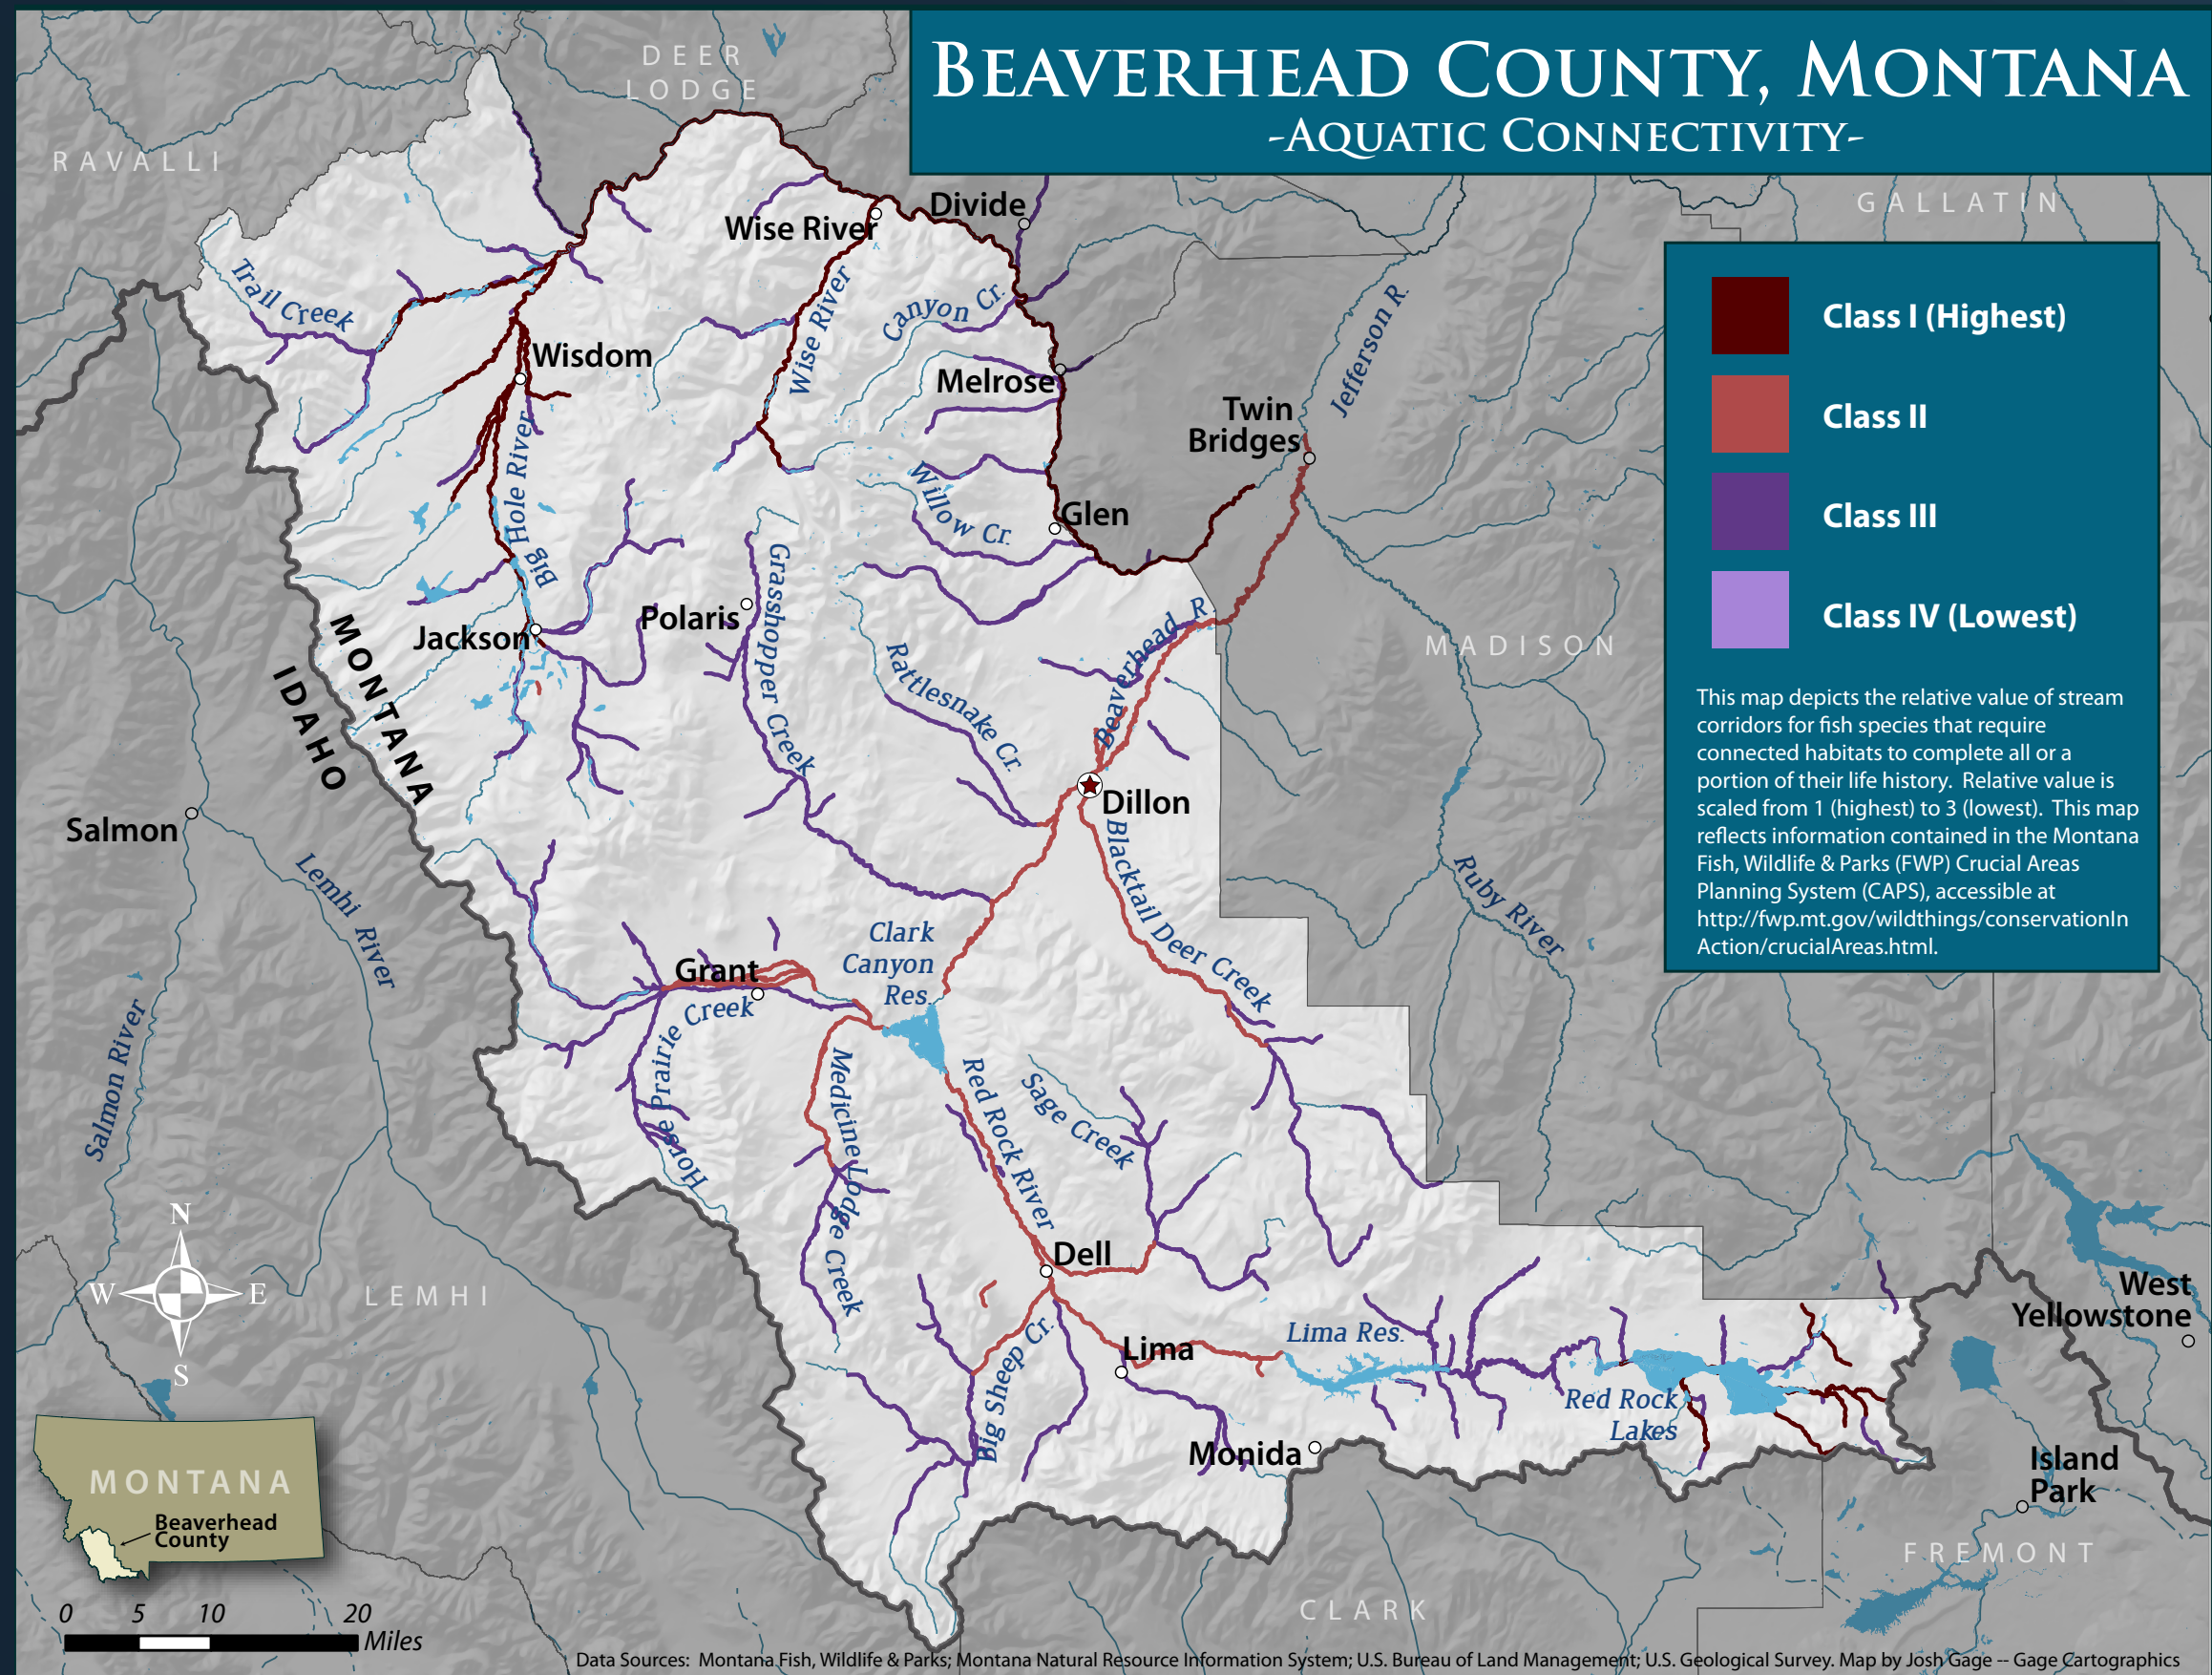 BEAVERHEAD COUNTY, MONTANA
-AQUATIC CONNECTIVITY-
DEER
LODGE
RAVALLI
GALLATIN
Divide
Wise River
Trail Creek
Wise River
Canyon Cr.
Jefferson R.
Wisdom
Melrose
Twin
Bridges
Big Hole River
Willow Cr.
Glen
Grasshopper Creek
Polaris
Jackson
Beaverhead R.
Rattlesnake Cr.
MADISON
MONTANA
IDAHO
Dillon
Salmon
Lemhi River
Blacktail Deer Creek
Ruby River
Clark
Canyon
Res.
Grant
Horse Prairie Creek
Salmon River
Medicine Lodge Creek
Red Rock River
Sage Creek
Dell
LEMHI
Big Sheep Cr.
Lima
Lima Res.
Red Rock
Lakes
Monida
West
Yellowstone
Island
Park
FREMONT
CLARK
Class I (Highest)
Class II
Class III
Class IV (Lowest)
This map depicts the relative value of stream
corridors for fish species that require
connected habitats to complete all or a
portion of their life history. Relative value is
scaled from 1 (highest) to 3 (lowest). This map
reflects information contained in the Montana
Fish, Wildlife & Parks (FWP) Crucial Areas
Planning System (CAPS), accessible at
http://fwp.mt.gov/wildthings/conservationIn
Action/crucialAreas.html.
N
W E
S
MONTANA
Beaverhead
County
0 5 10 20
Miles
Data Sources: Montana Fish, Wildlife & Parks; Montana Natural Resource Information System; U.S. Bureau of Land Management; U.S. Geological Survey. Map by Josh Gage -- Gage Cartographics